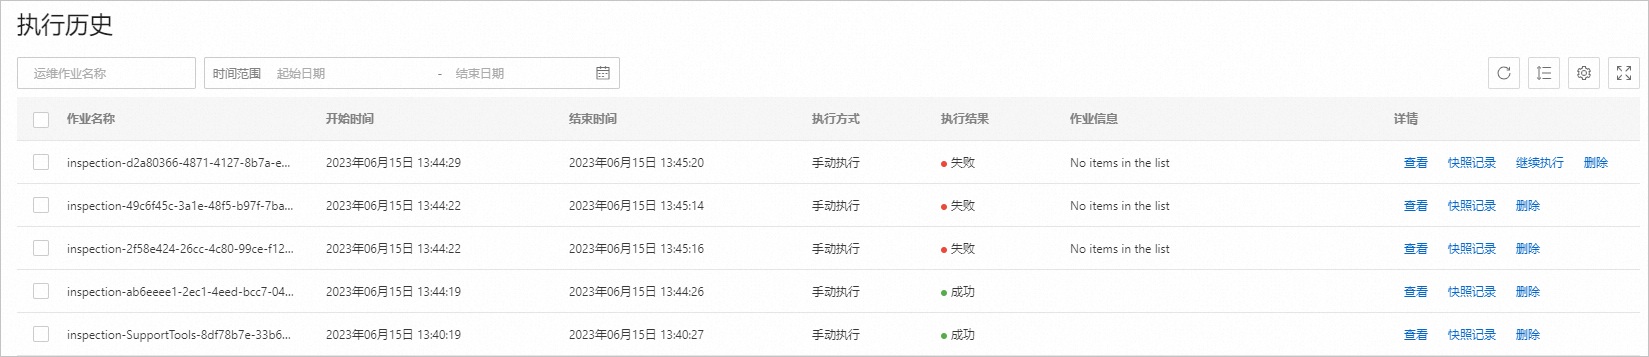 执行历史
运维作业名称 时间范围 起始日期 - 结束日期
作业名称 开始时间 结束时间 执行方式 执行结果 作业信息 详情
inspection-d2a80366-4871-4127-8b7a-e... 2023年06月15日 13:44:29 2023年06月15日 13:45:20 手动执行 失败 No items in the list 查看 快照记录 继续执行 删除
inspection-49c6f45c-3a1e-48f5-b97f-7ba... 2023年06月15日 13:44:22 2023年06月15日 13:45:14 手动执行 失败 No items in the list 查看 快照记录 删除
inspection-2f58e424-26cc-4c80-99ce-f12... 2023年06月15日 13:44:22 2023年06月15日 13:45:16 手动执行 失败 No items in the list 查看 快照记录 删除
inspection-ab6eeee1-2ec1-4eed-bcc7-04... 2023年06月15日 13:44:19 2023年06月15日 13:44:26 手动执行 成功 查看 快照记录 删除
inspection-SupportTools-8df78b7e-33b6... 2023年06月15日 13:40:19 2023年06月15日 13:40:27 手动执行 成功 查看 快照记录 删除